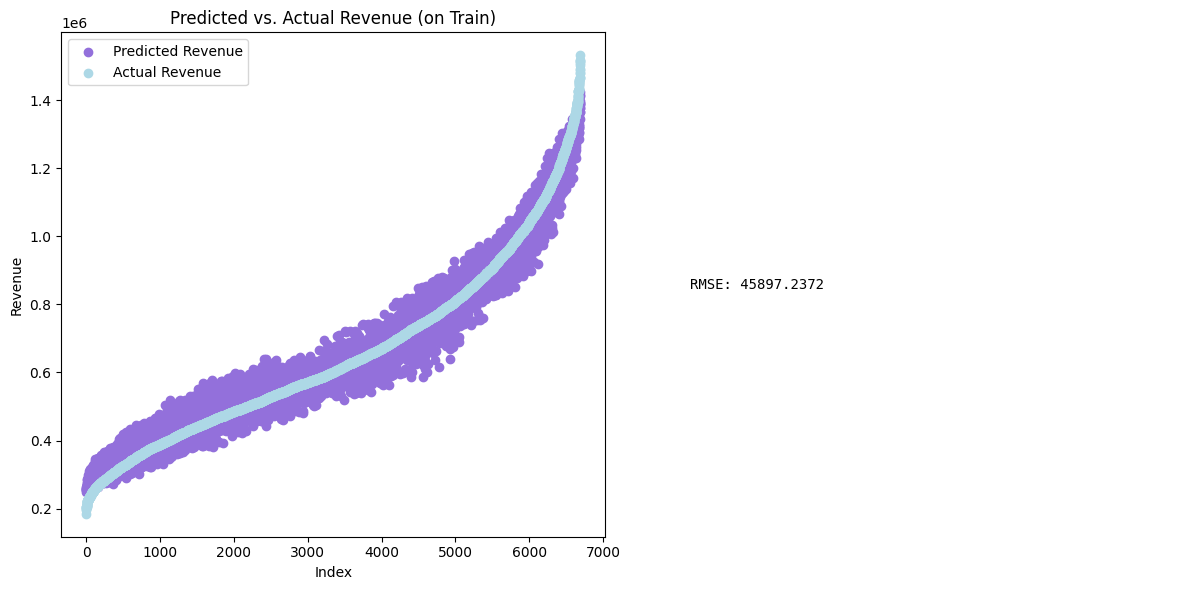 Predicted vs. Actual Revenue (on Train)
1e6
Predicted Revenue
Actual Revenue
1.4
1.2
1.0
0.8
0.6
0.4
0.2
Revenue
0 1000 2000 3000 4000 5000 6000 7000
Index
RMSE: 45897.2372